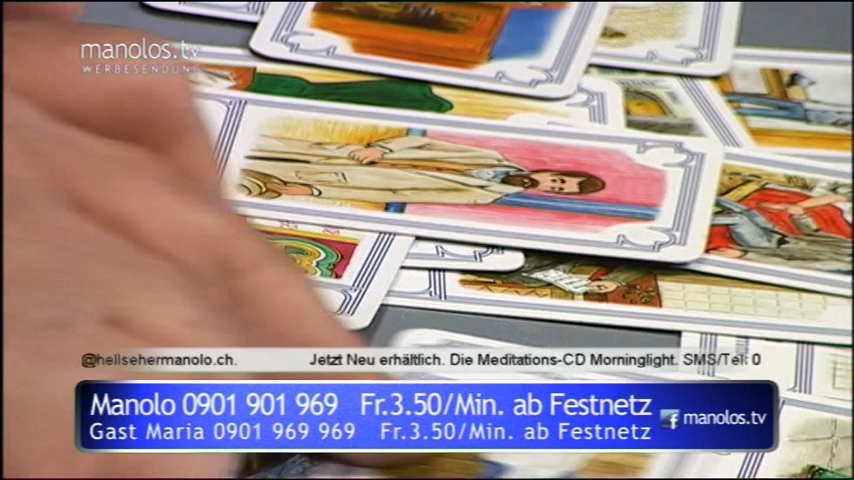 manolos.tv
WERBESENDUNG
@hellsehermanolo.ch. Jetzt Neu erhältlich. Die Meditations-CD Morninglight. SMS/Tel: 0
Manolo 0901 901 969 Fr.3.50/Min. ab Festnetz
Gast Maria 0901 969 969 Fr.3.50/Min. ab Festnetz
f manolos.tv